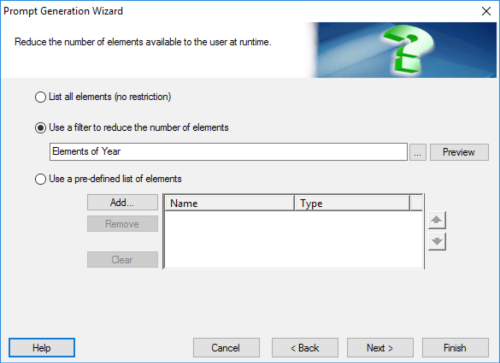 Prompt Generation Wizard
Reduce the number of elements available to the user at runtime.
List all elements (no restriction)
Use a filter to reduce the number of elements
Elements of Year
... Preview
Use a pre-defined list of elements
Add... Name Type
Remove
Clear
Help Cancel < Back Next > Finish